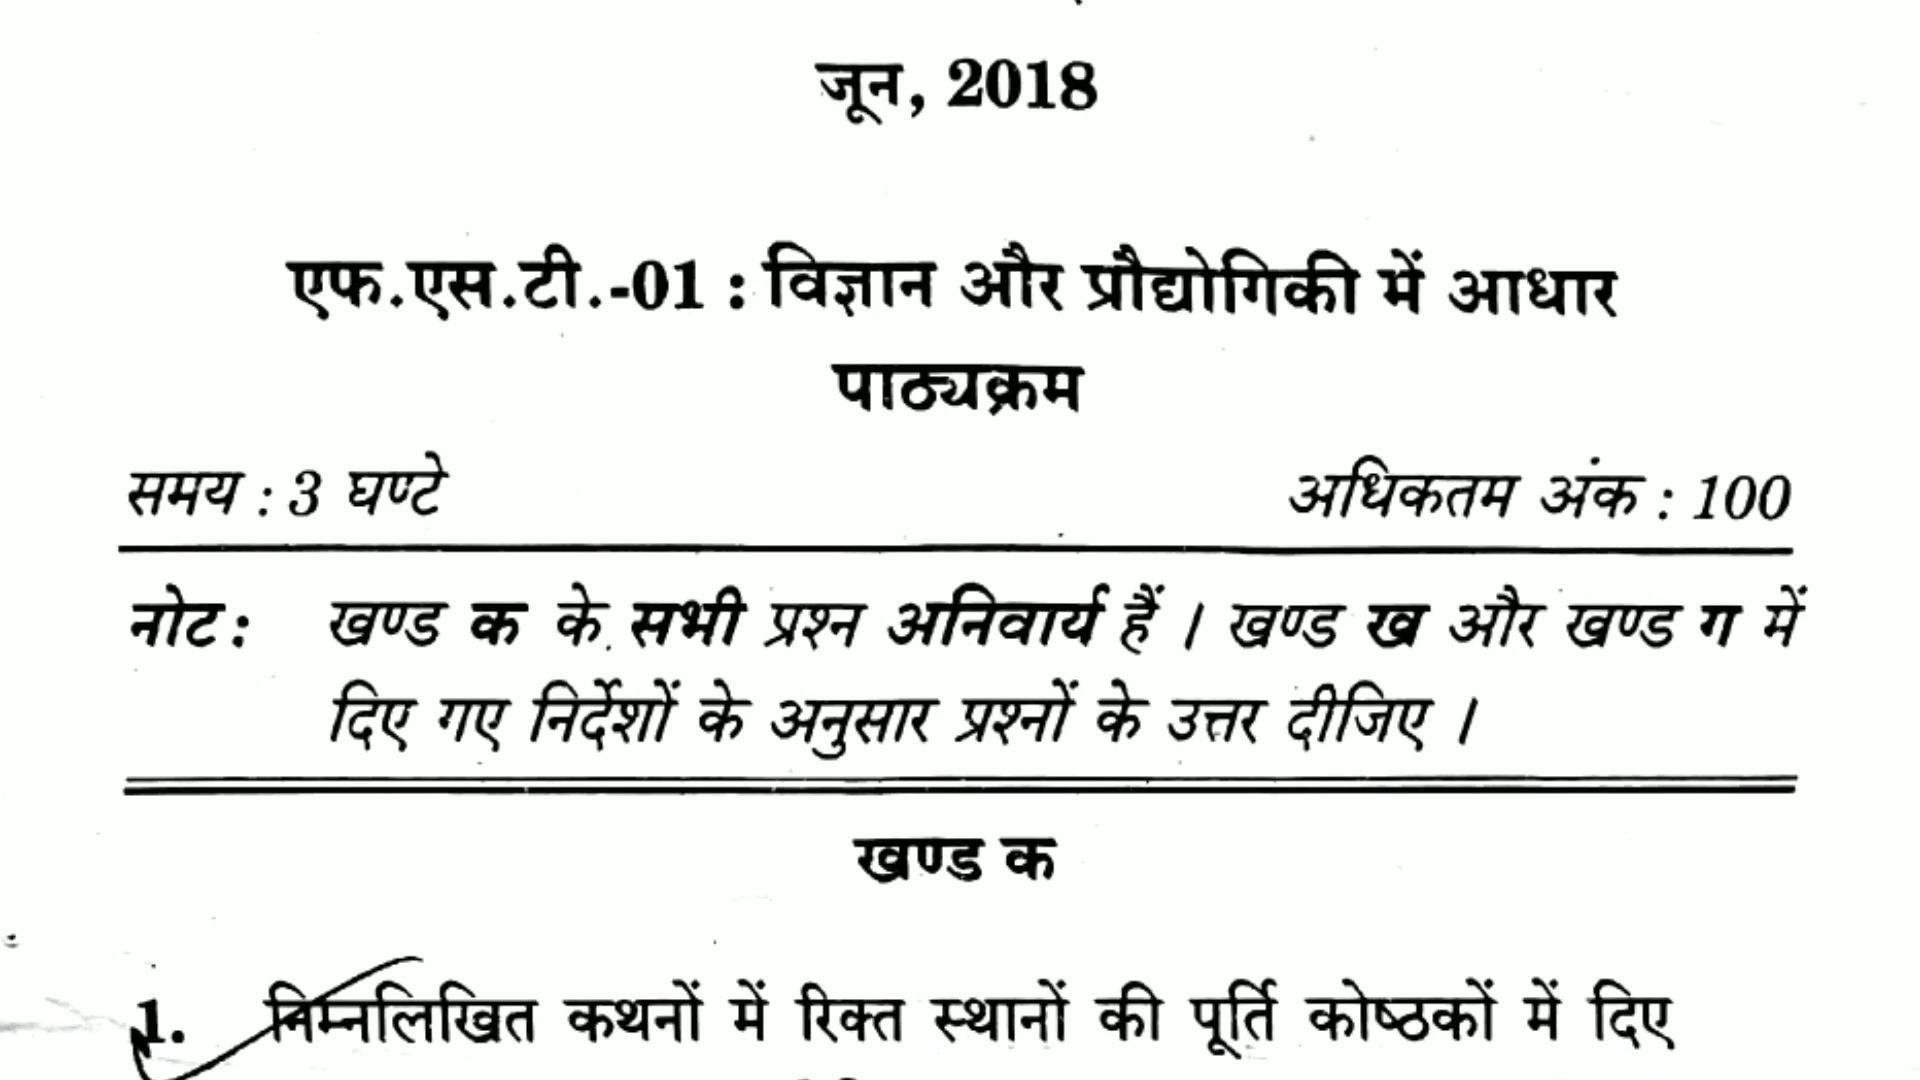 जून, 2018
एफ.एस.टी.-01 : विज्ञान और प्रौद्योगिकी में आधार
पाठ्यक्रम
समय : 3 घण्टे अधिकतम अंक : 100
नोट : खण्ड क के सभी प्रश्न अनिवार्य हैं । खण्ड ख और खण्ड ग में
दिए गए निर्देशों के अनुसार प्रश्नों के उत्तर दीजिए ।
खण्ड क
1. निम्नलिखित कथनों में रिक्त स्थानों की पूर्ति कोष्ठकों में दिए